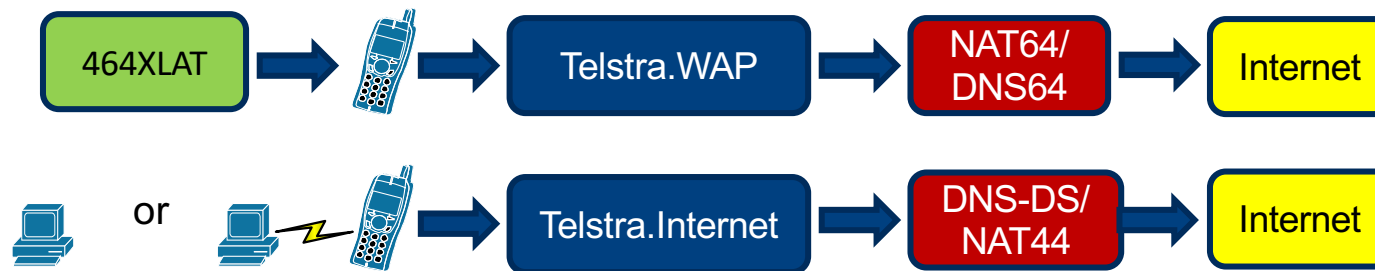 464XLAT
Telstra.WAP
NAT64/
DNS64
Internet
or
Telstra.Internet
DNS-DS/
NAT44
Internet